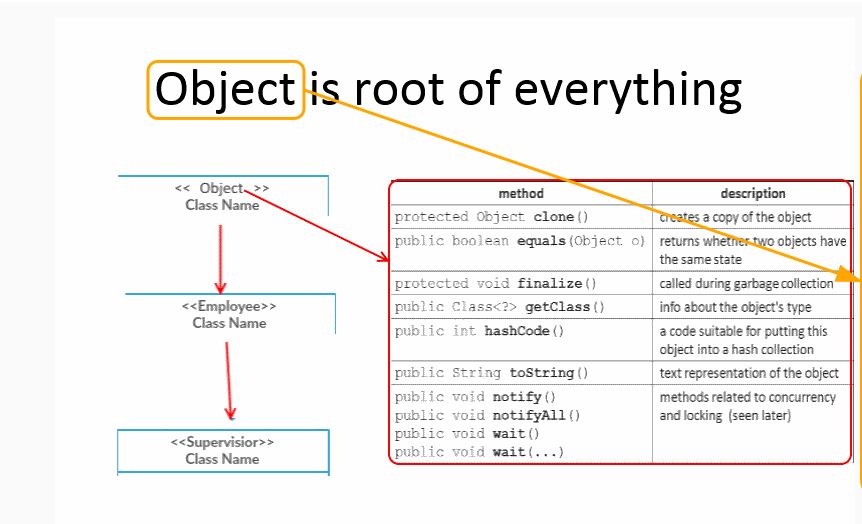 Object is root of everything
<< Object >>
Class Name
<<Employee>>
Class Name
<<Supervisior>>
Class Name
method description
protected Object clone() creates a copy of the object
public boolean equals(Object o) returns whether two objects have
the same state
protected void finalize() called during garbage collection
public Class<?> getClass() info about the object's type
public int hashCode() a code suitable for putting this
object into a hash collection
public String toString() text representation of the object
public void notify() methods related to concurrency
public void notifyAll() and locking (seen later)
public void wait()
public void wait(...)